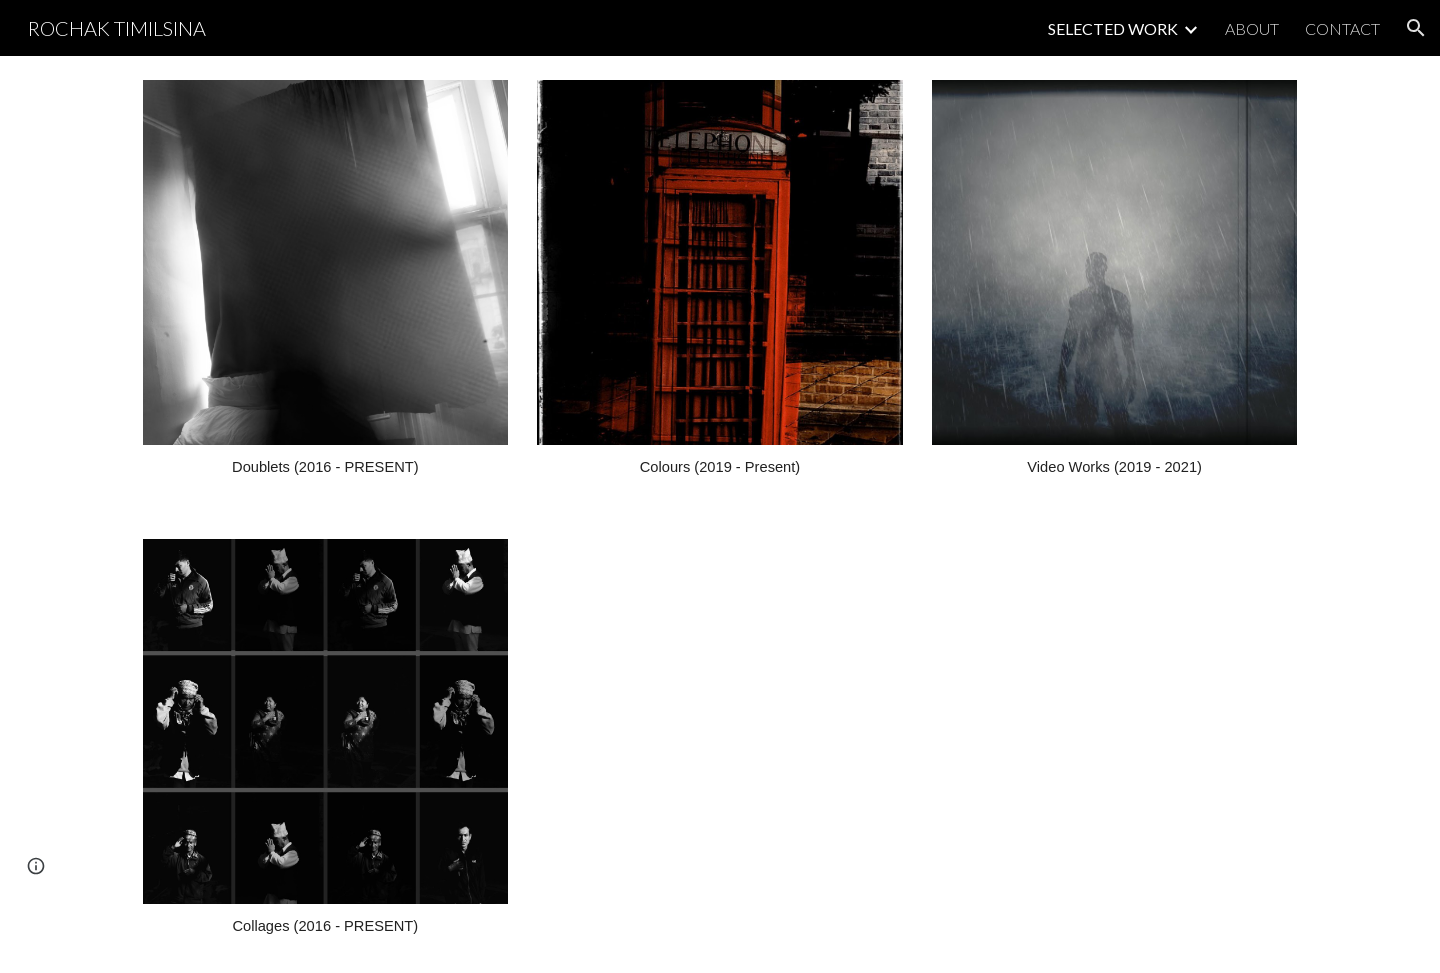 ROCHAK TIMILSINA
SELECTED WORK
ABOUT
CONTACT
TELEPHONE
Doublets (2016 - PRESENT)
Colours (2019 - Present)
Video Works (2019 - 2021)
Collages (2016 - PRESENT)